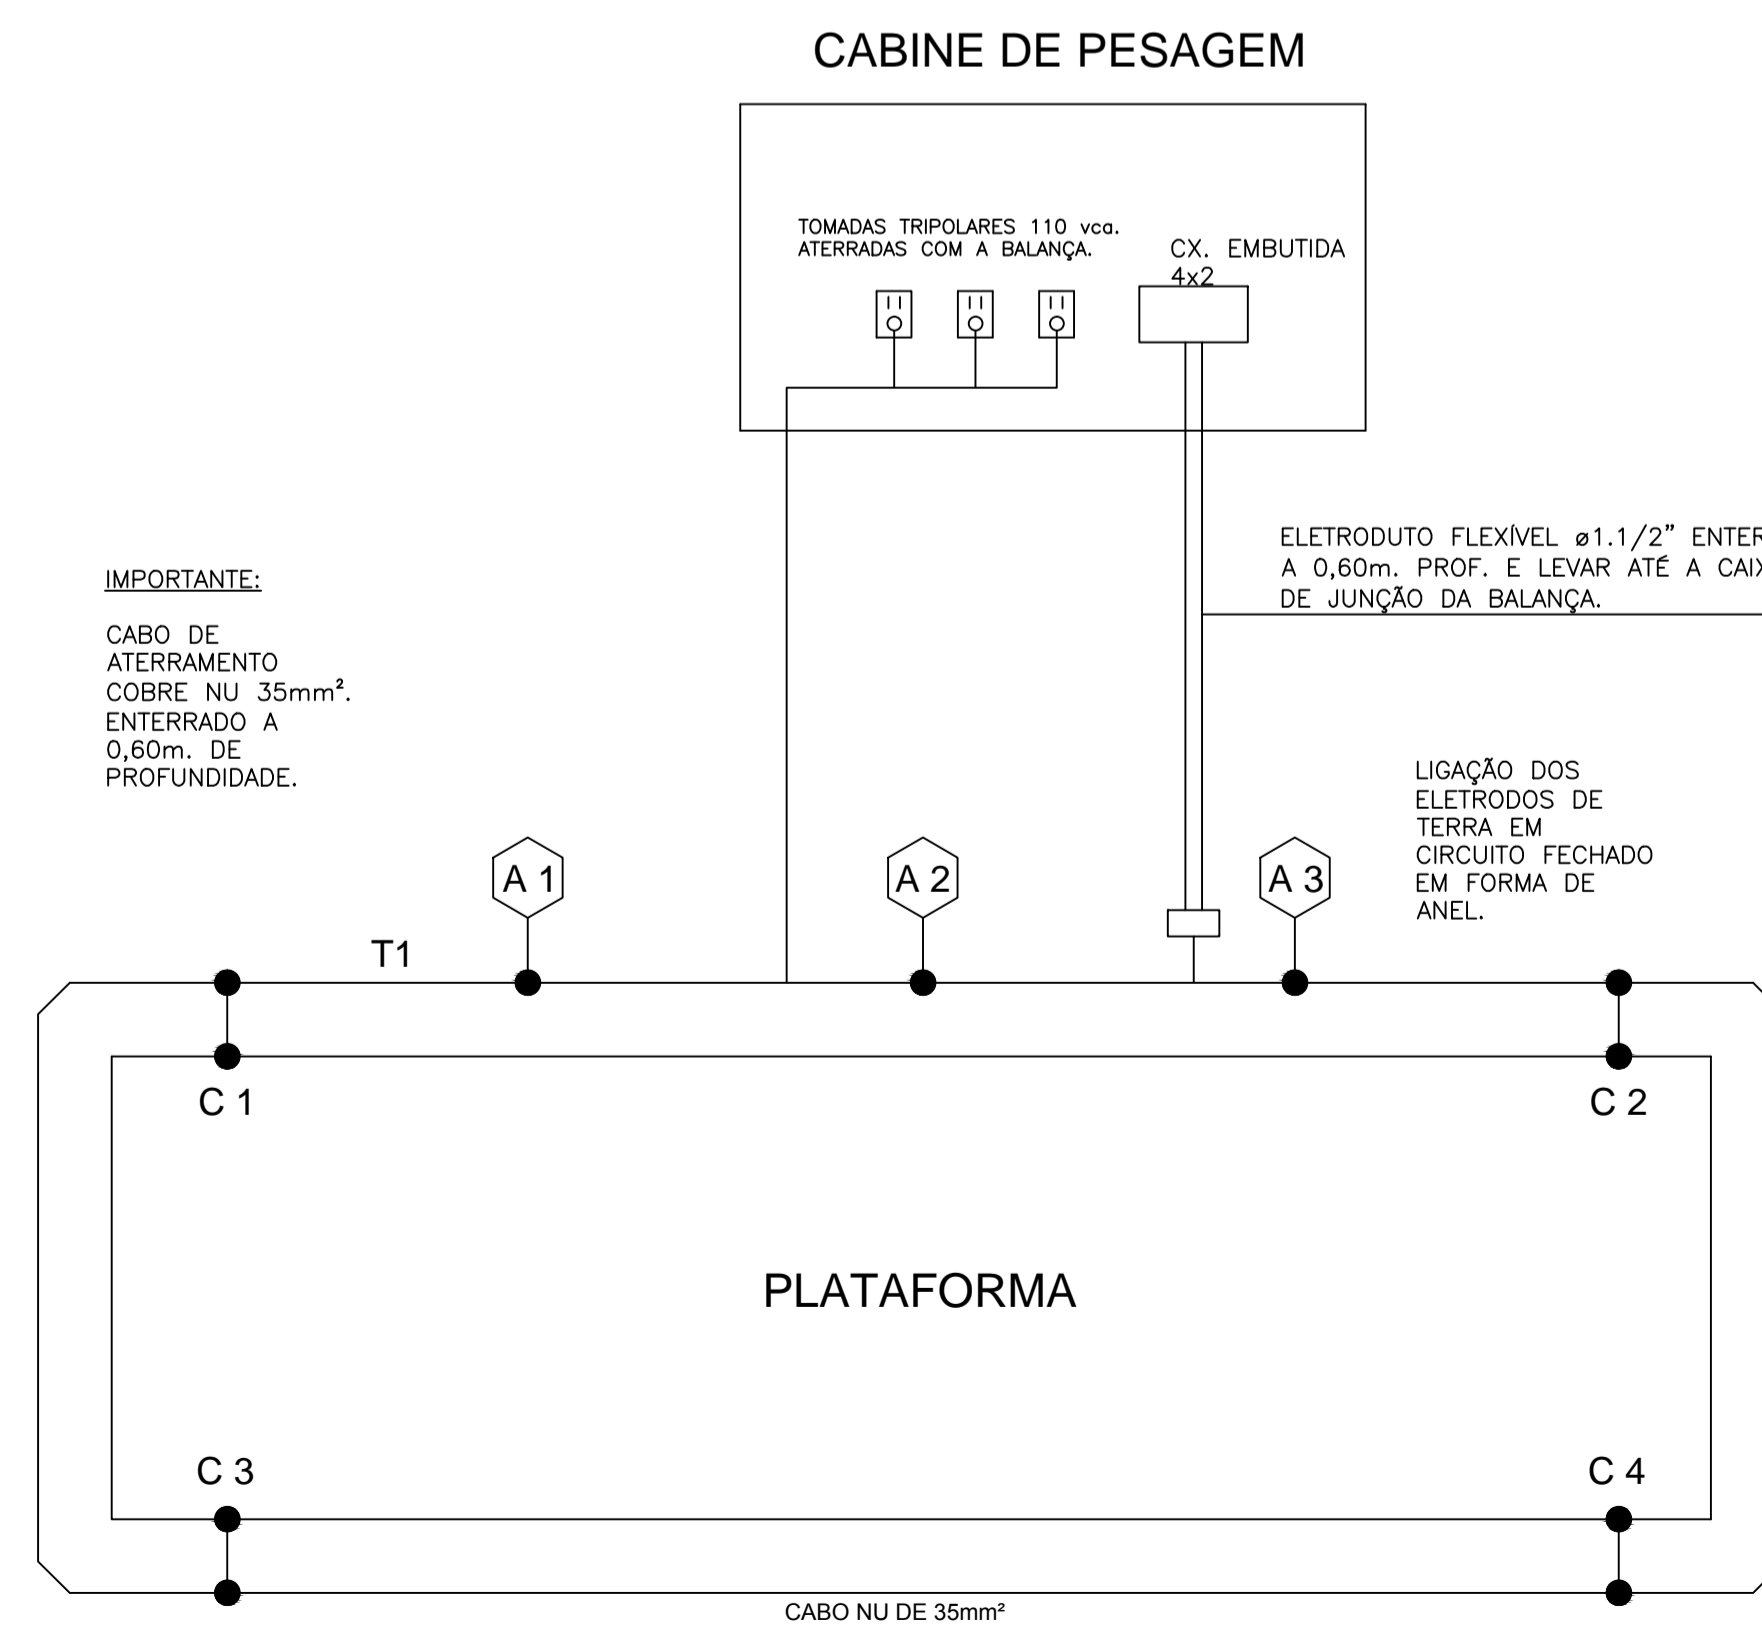 CABINE DE PESAGEM
TOMADAS TRIPOLARES 110 vca.
ATERRADAS COM A BALANÇA.
CX. EMBUTIDA
4x2
ELETRODUTO FLEXÍVEL ø1.1/2" ENTER
A 0,60m. PROF. E LEVAR ATÉ A CAIX
DE JUNÇÃO DA BALANÇA.
IMPORTANTE:
CABO DE
ATERRAMENTO
COBRE NU 35mm².
ENTERRADO A
0,60m. DE
PROFUNDIDADE.
LIGAÇÃO DOS
ELETRODOS DE
TERRA EM
CIRCUITO FECHADO
EM FORMA DE
ANEL.
A 1
A 2
A 3
T1
C 1
C 2
PLATAFORMA
C 3
C 4
CABO NU DE 35mm²